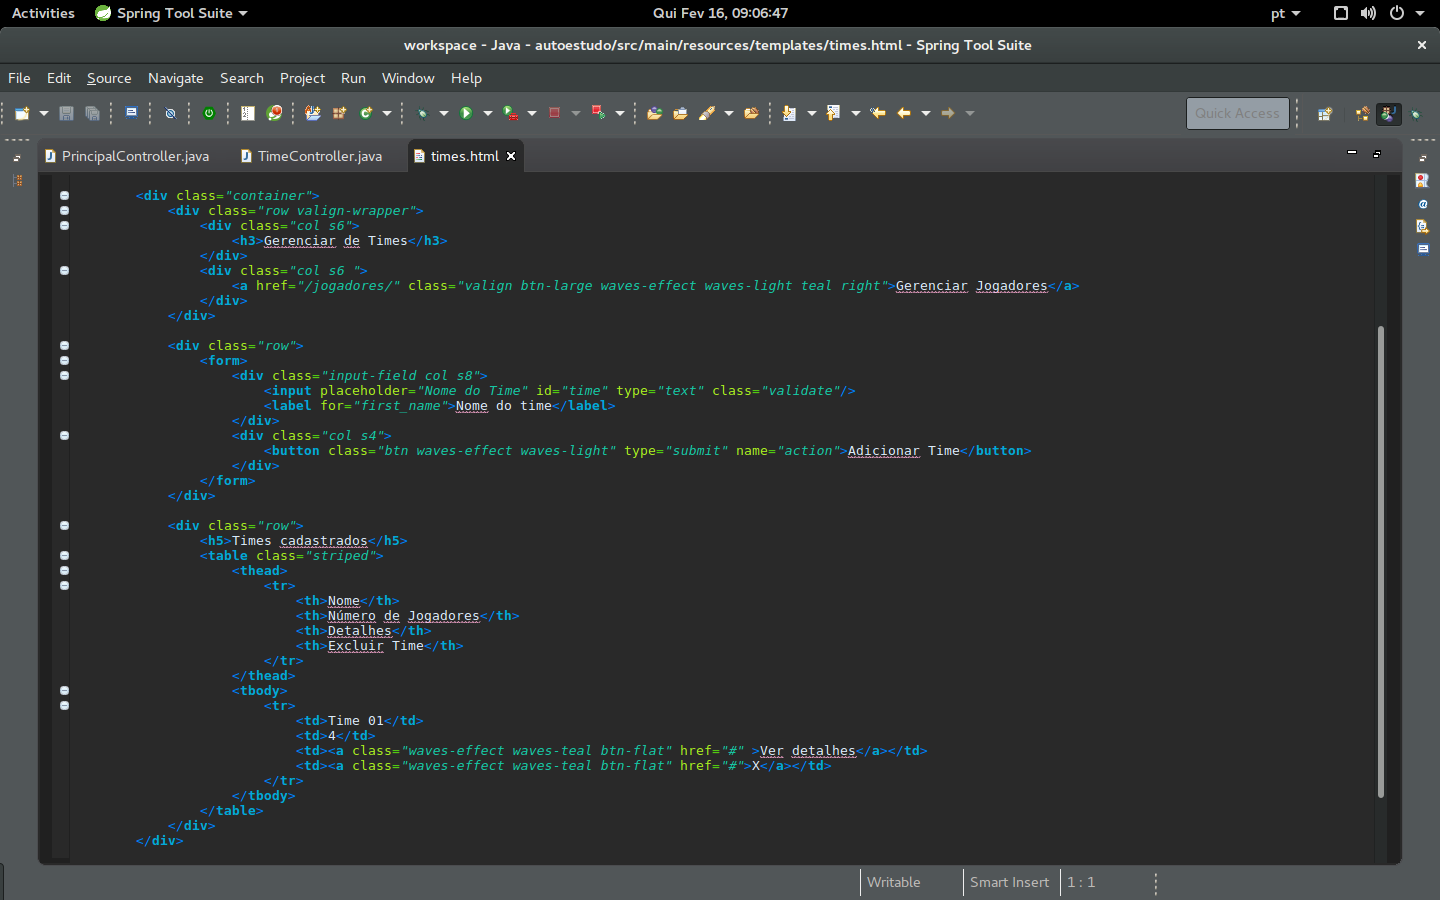 Activities Spring Tool Suite Qui Fev 16, 09:06:47 pt
workspace - Java - autoestudo/src/main/resources/templates/times.html - Spring Tool Suite
File Edit Source Navigate Search Project Run Window Help
Quick Access
PrincipalController.java TimeController.java times.html
<div class="container">
<div class="row valign-wrapper">
<div class="col s6">
<h3>Gerenciar de Times</h3>
</div>
<div class="col s6 ">
<a href="/jogadores/" class="valign btn-large waves-effect waves-light teal right">Gerenciar Jogadores</a>
</div>
</div>
<div class="row">
<form>
<div class="input-field col s8">
<input placeholder="Nome do Time" id="time" type="text" class="validate"/>
<label for="first_name">Nome do time</label>
</div>
<div class="col s4">
<button class="btn waves-effect waves-light" type="submit" name="action">Adicionar Time</button>
</div>
</form>
</div>
<div class="row">
<h5>Times cadastrados</h5>
<table class="striped">
<thead>
<tr>
<th>Nome</th>
<th>Número de Jogadores</th>
<th>Detalhes</th>
<th>Excluir Time</th>
</tr>
</thead>
<tbody>
<tr>
<td>Time 01</td>
<td>4</td>
<td><a class="waves-effect waves-teal btn-flat" href="#" >Ver detalhes</a></td>
<td><a class="waves-effect waves-teal btn-flat" href="#">X</a></td>
</tr>
</tbody>
</table>
</div>
</div>
Writable Smart Insert 1 : 1